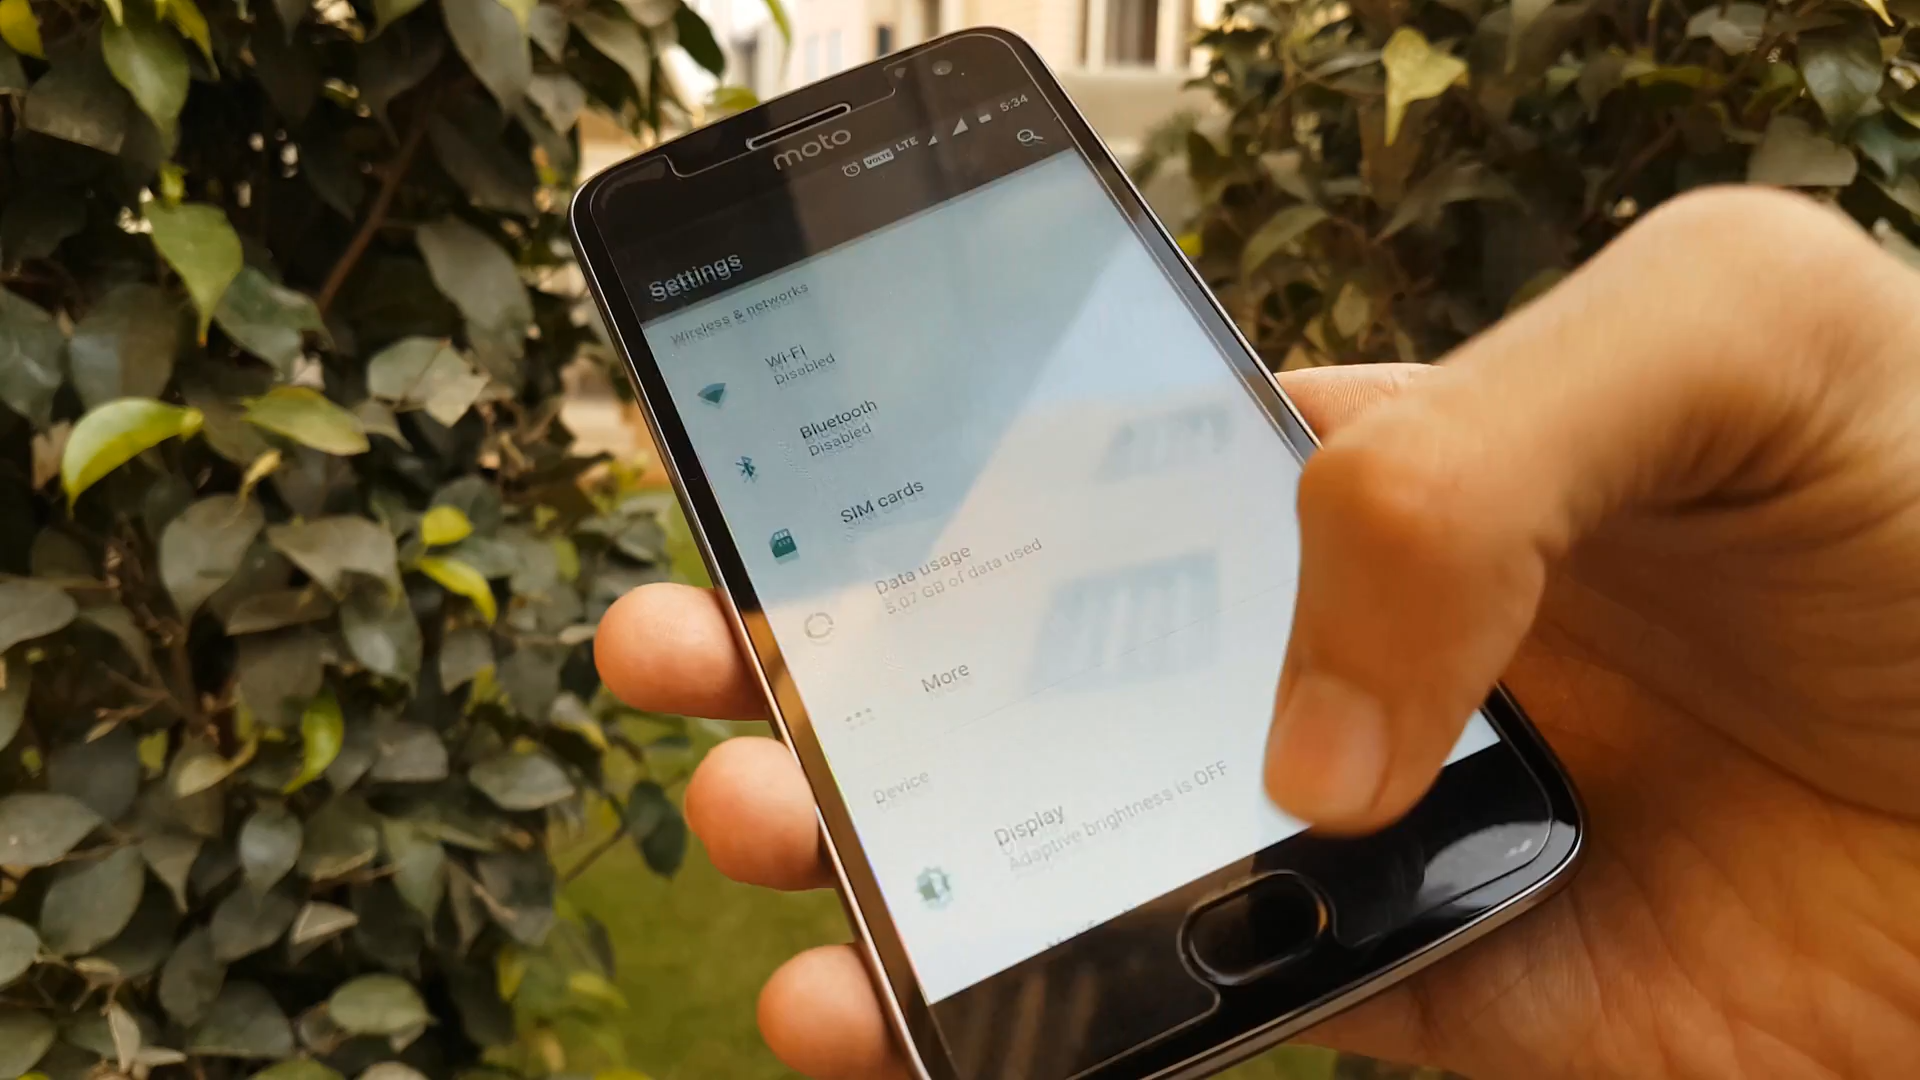 moto
VOLTE LTE 5:34
Settings
Wireless & networks
Wi-Fi
Disabled
Bluetooth
Disabled
SIM cards
Data usage
5.07 GB of data used
More
Device
Display
Adaptive brightness is OFF